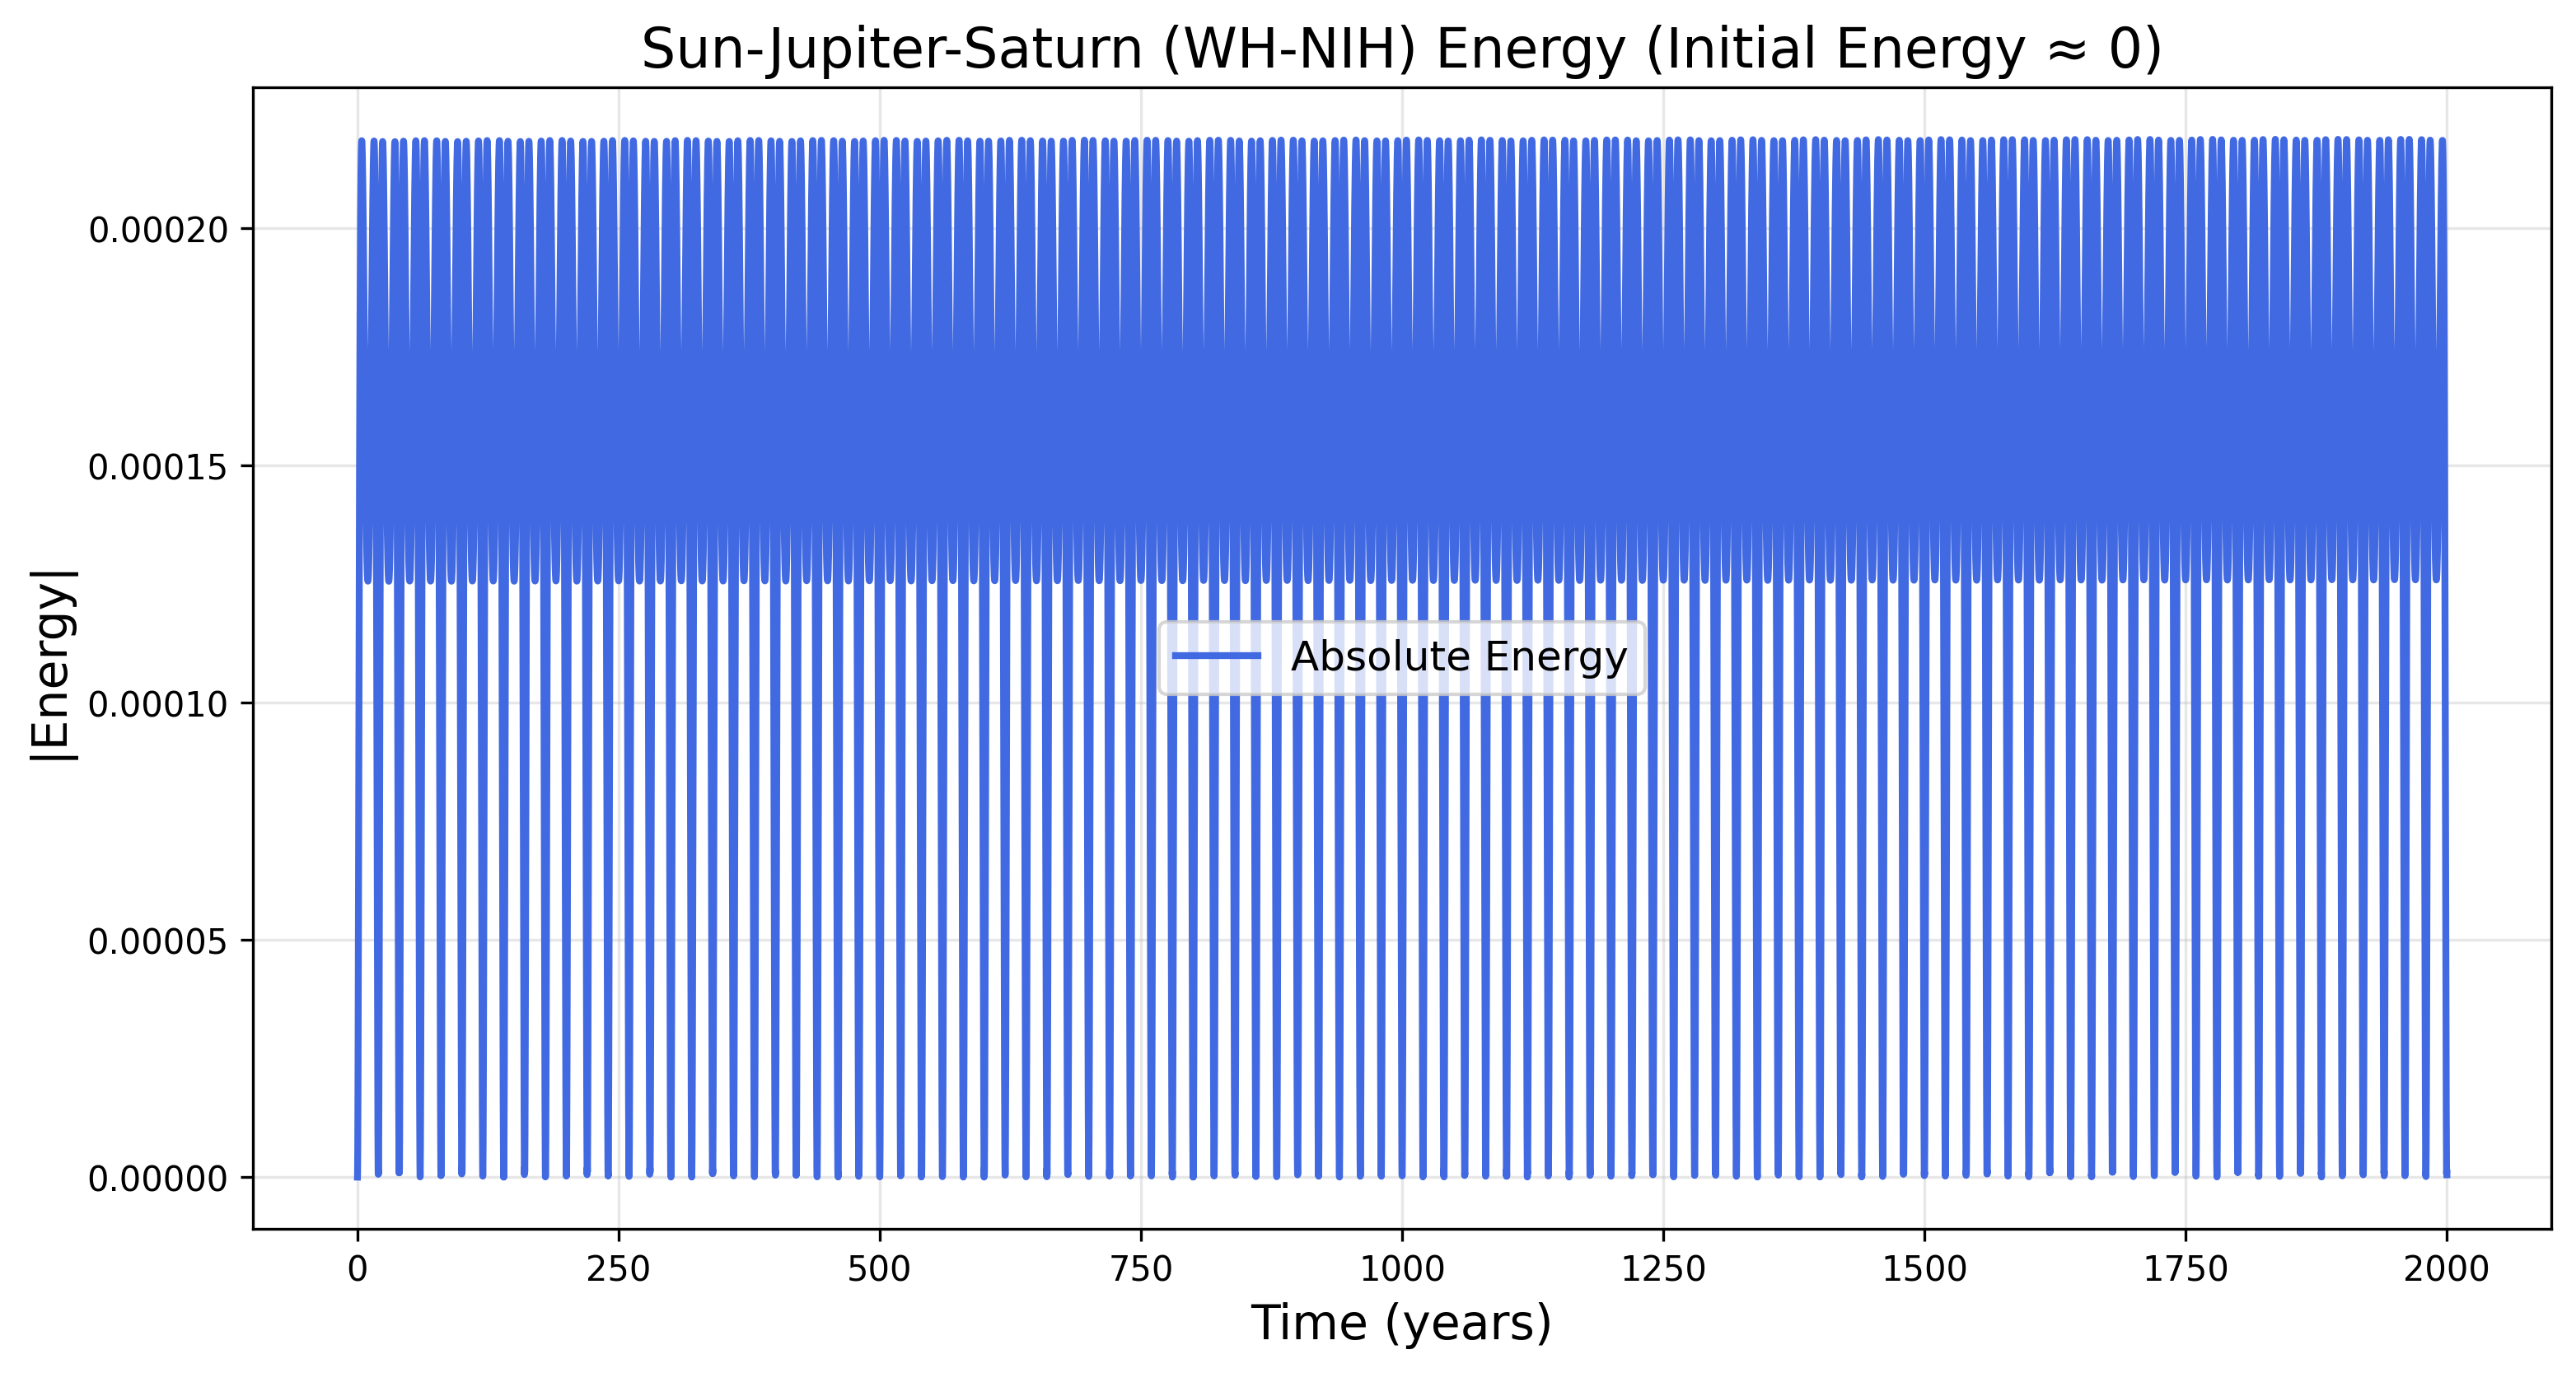 Sun-Jupiter-Saturn (WH-NIH) Energy (Initial Energy ≈ 0)
|Energy|
0.00020
0.00015
0.00010
0.00005
0.00000
Absolute Energy
0 250 500 750 1000 1250 1500 1750 2000
Time (years)